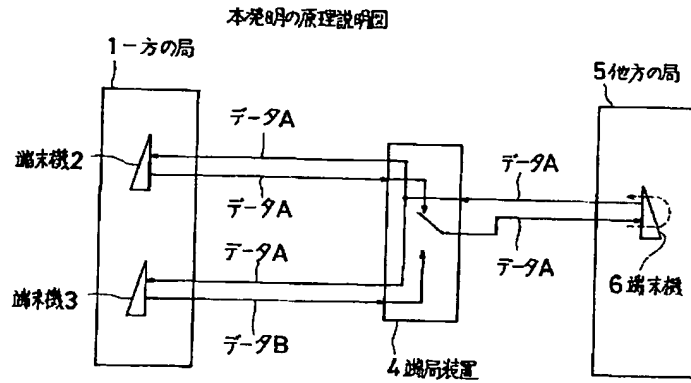 本発明の原理説明図
1一方の局
5他方の局
データA
端末機2
データA
データA
データA
データA
端末機3
6端末機
データB
4端局装置